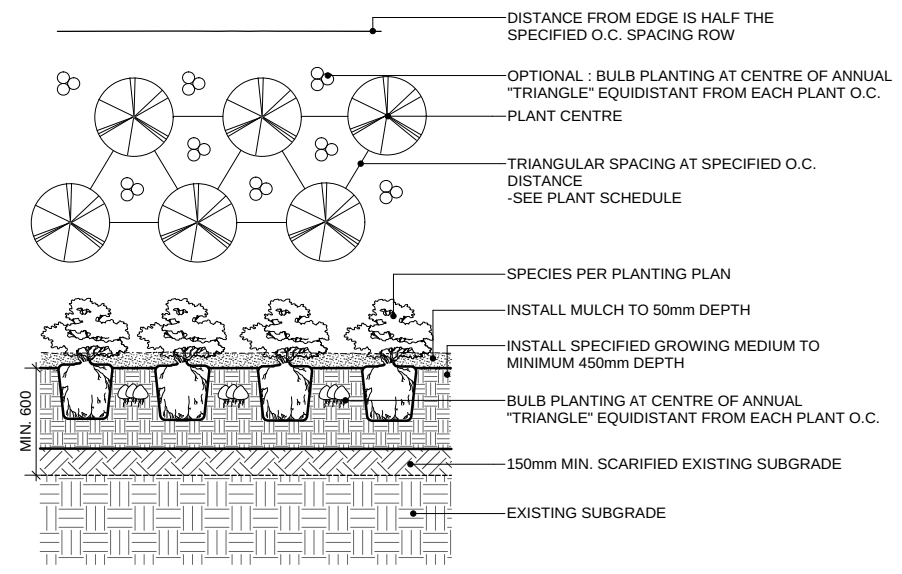 DISTANCE FROM EDGE IS HALF THE
SPECIFIED O.C. SPACING ROW
OPTIONAL : BULB PLANTING AT CENTRE OF ANNUAL
"TRIANGLE" EQUIDISTANT FROM EACH PLANT O.C.
PLANT CENTRE
TRIANGULAR SPACING AT SPECIFIED O.C.
DISTANCE
-SEE PLANT SCHEDULE
SPECIES PER PLANTING PLAN
INSTALL MULCH TO 50mm DEPTH
INSTALL SPECIFIED GROWING MEDIUM TO
MINIMUM 450mm DEPTH
BULB PLANTING AT CENTRE OF ANNUAL
"TRIANGLE" EQUIDISTANT FROM EACH PLANT O.C.
MIN. 600
150mm MIN. SCARIFIED EXISTING SUBGRADE
EXISTING SUBGRADE